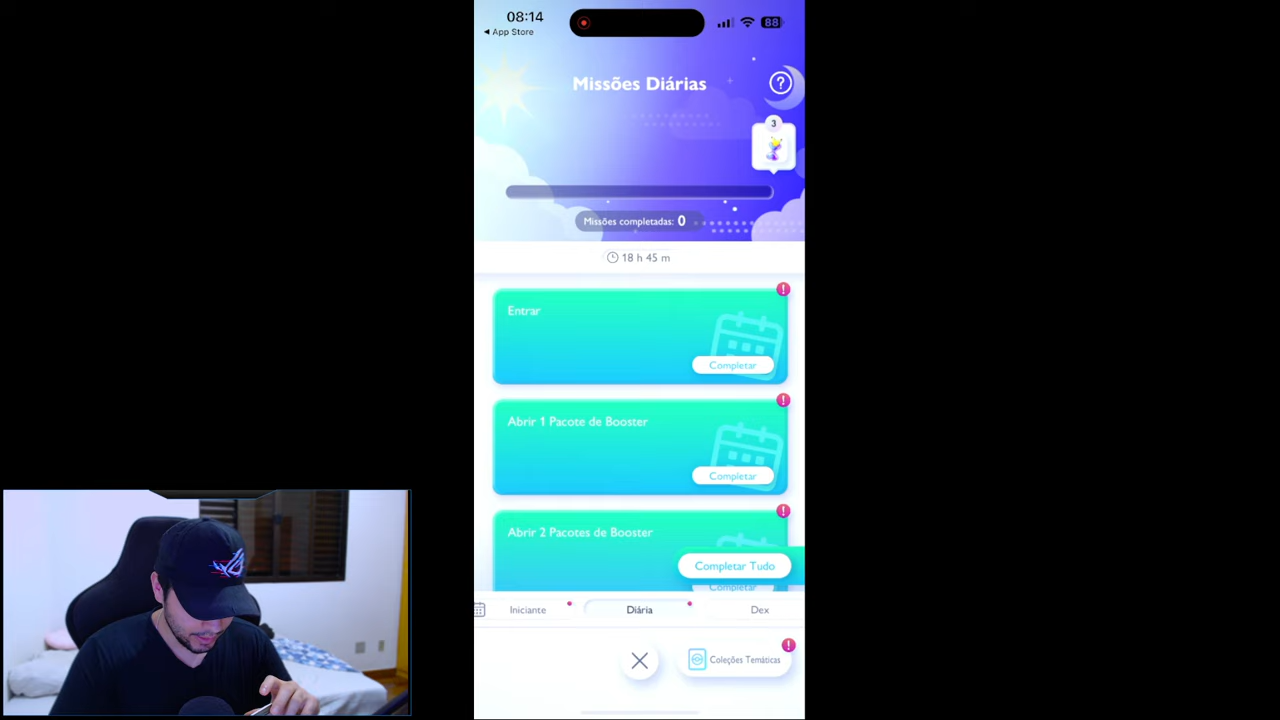 08:14
88
◀ App Store
Missões Diárias
?
3
Missões completadas: 0
18 h 45 m
!
Entrar
Completar
!
Abrir 1 Pacote de Booster
Completar
!
Abrir 2 Pacotes de Booster
Completar Tudo
Completar
Iniciante
Diária
Dex
!
Coleções Temáticas